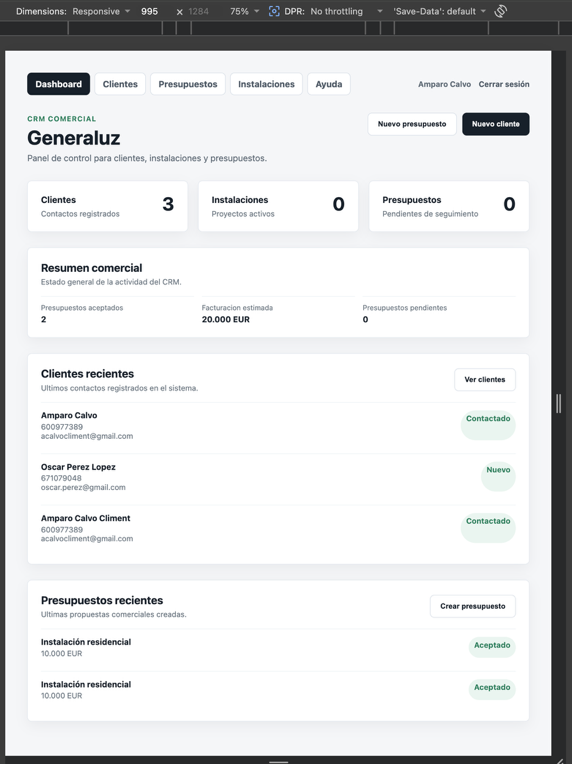 Dimensions: Responsive 995 × 1284 75% DPR: No throttling 'Save-Data': default
Dashboard Clientes Presupuestos Instalaciones Ayuda Amparo Calvo Cerrar sesión
CRM COMERCIAL
Generaluz
Panel de control para clientes, instalaciones y presupuestos.
Nuevo presupuesto Nuevo cliente
Clientes
Contactos registrados
3
Instalaciones
Proyectos activos
0
Presupuestos
Pendientes de seguimiento
0
Resumen comercial
Estado general de la actividad del CRM.
Presupuestos aceptados
2
Facturacion estimada
20.000 EUR
Presupuestos pendientes
0
Clientes recientes
Ultimos contactos registrados en el sistema.
Ver clientes
Amparo Calvo
600977389
acalvocliment@gmail.com
Contactado
Oscar Perez Lopez
671079048
oscar.perez@gmail.com
Nuevo
Amparo Calvo Climent
600977389
acalvocliment@gmail.com
Contactado
Presupuestos recientes
Ultimas propuestas comerciales creadas.
Crear presupuesto
Instalación residencial
10.000 EUR
Aceptado
Instalación residencial
10.000 EUR
Aceptado